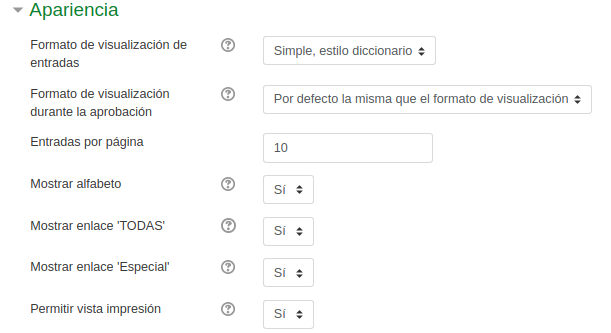 Apariencia
Formato de visualización de
entradas
Simple, estilo diccionario
Formato de visualización
durante la aprobación
Por defecto la misma que el formato de visualización
Entradas por página
10
Mostrar alfabeto
Sí
Mostrar enlace 'TODAS'
Sí
Mostrar enlace 'Especial'
Sí
Permitir vista impresión
Sí